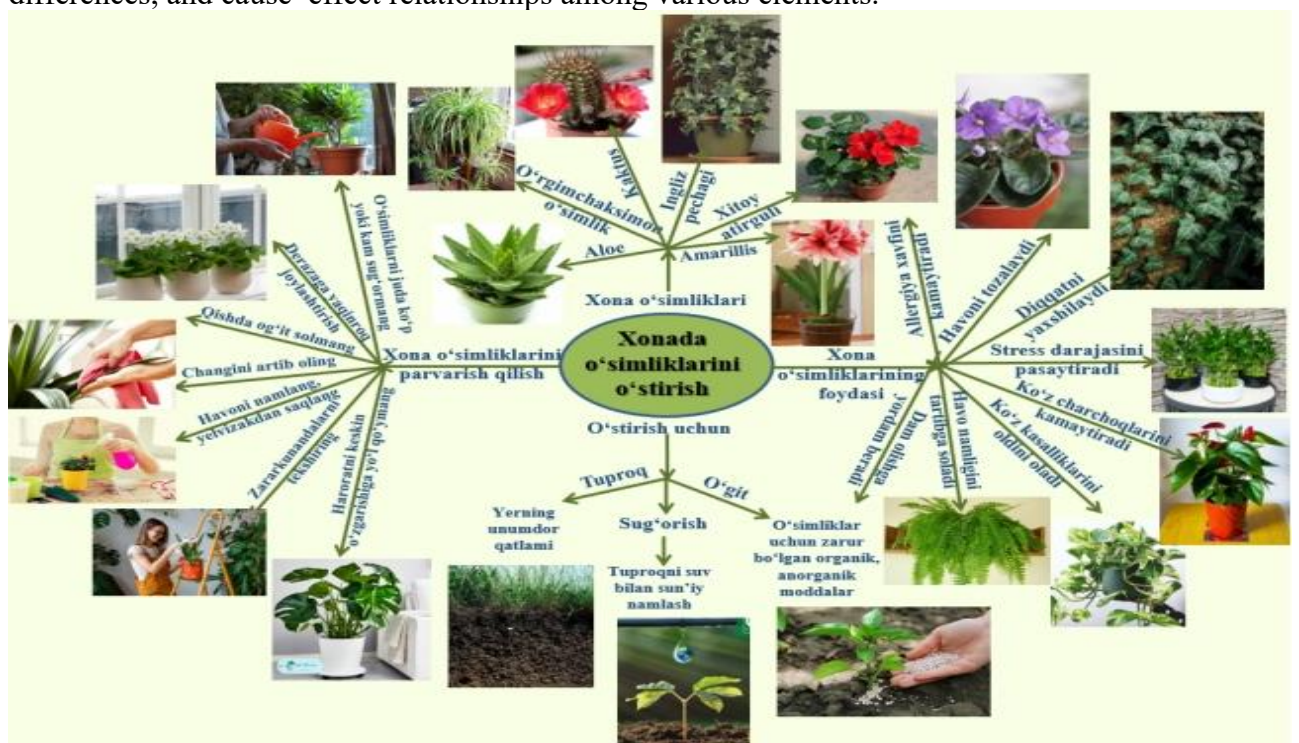 differences, and cause–effect relationships among various elements.
Kaktus
Ingliz
pechagi
O‘rgimchaksimon
o‘simlik
Xitoy
atirguli
Aloe
Amarillis
Xona o‘simliklari
Xonada
o‘simliklarini
o‘stirish
Xona o‘simliklarini
parvarish qilish
O‘simliklarni juda ko‘p
yoki kam sug‘ormang
Derazaga yaqinroq
joylashtirish
Qishda og‘it solmang
Changini artib oling
Havoni namlang,
yelvizakdan saqlang
Zararkunandalarni
tekshiring
Haroratni keskin
o‘zgarishiga yo‘l qo‘ymang
Xona
o‘simliklarining
foydasi
Allergiya xavfini
kamaytiradi
Havoni tozalaydi
Diqqatni
yaxshilaydi
Stress darajasini
pasaytiradi
Ko‘z charchoqlarini
kamaytiradi
Ko‘z kasalliklarini
oldini oladi
Havo namligini
tartibga soladi
Dam olishga
yordam beradi
O‘stirish uchun
Tuproq
O‘git
Yerning
unumdor
qatlami
Sug‘orish
Tuproqni suv
bilan sun’iy
namlash
O‘simliklar
uchun zarur
bo‘lgan organik,
anorganik
moddalar